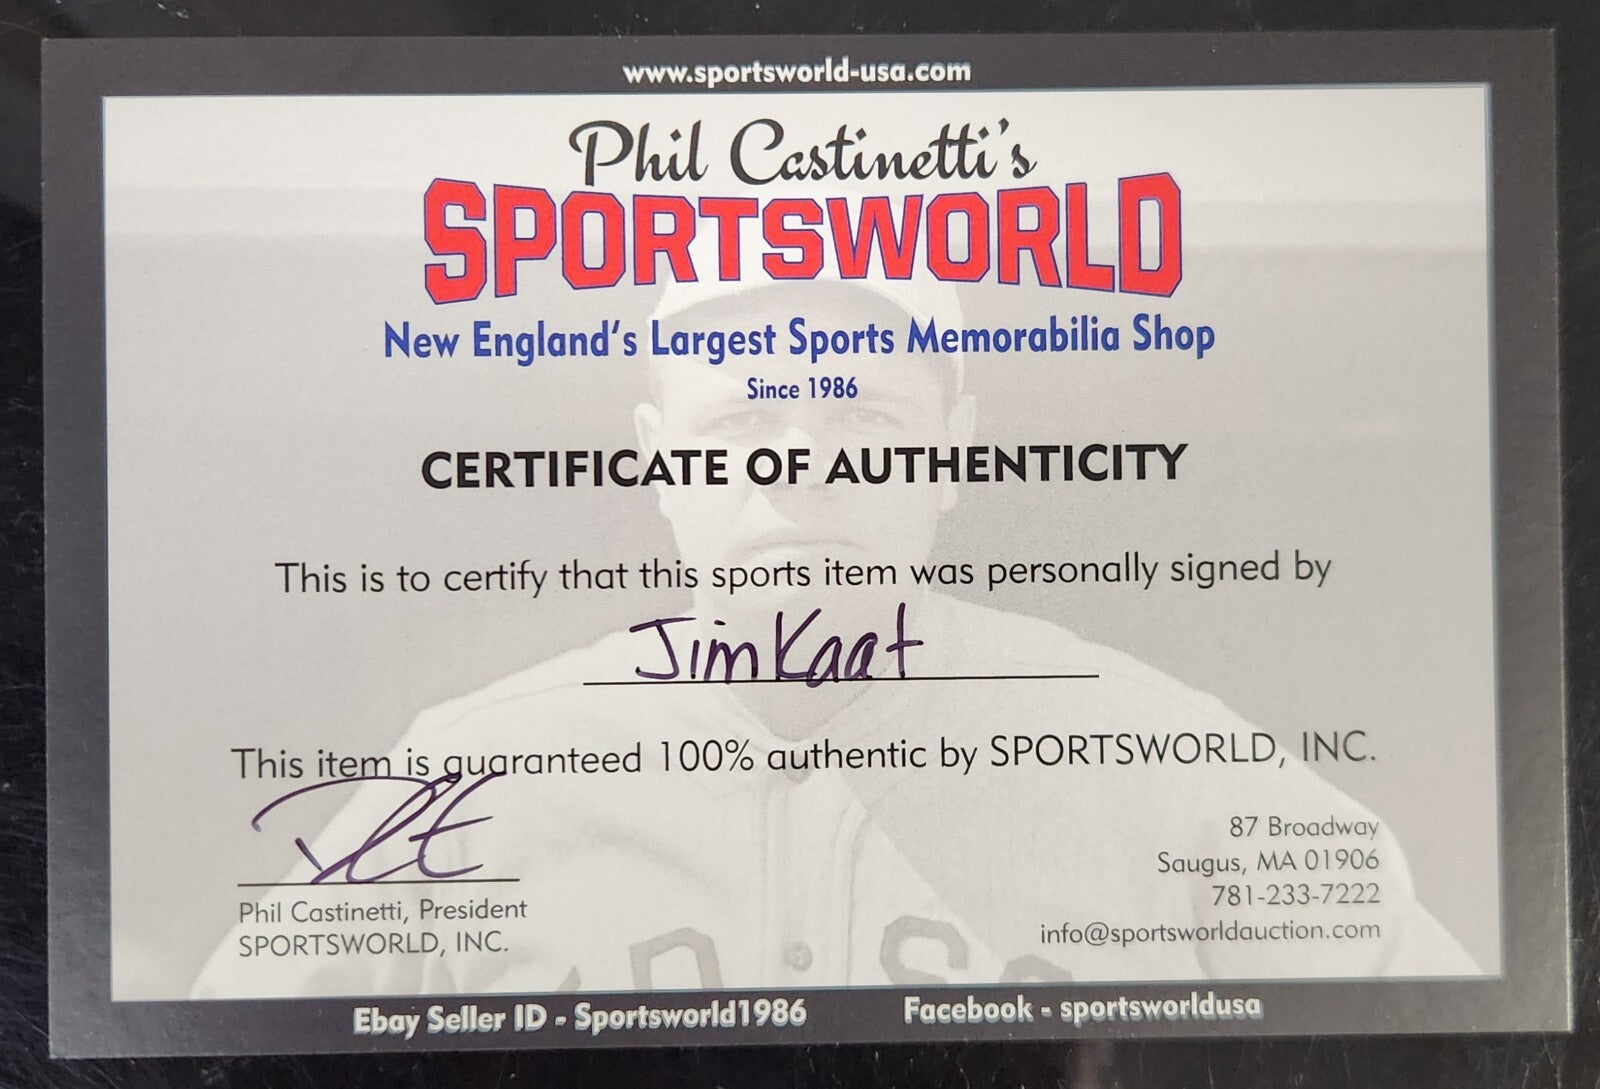 www.sportsworld-usa.com
Phil Castinetti's
SPORTSWORLD
New England's Largest Sports Memorabilia Shop
Since 1986
CERTIFICATE OF AUTHENTICITY
This is to certify that this sports item was personally signed by
Jim Kaat
This item is guaranteed 100% authentic by SPORTSWORLD, INC.
87 Broadway
Saugus, MA 01906
781-233-7222
info@sportsworldauction.com
Phil Castinetti, President
SPORTSWORLD, INC.
Ebay Seller ID - Sportsworld1986
Facebook - sportsworldusa